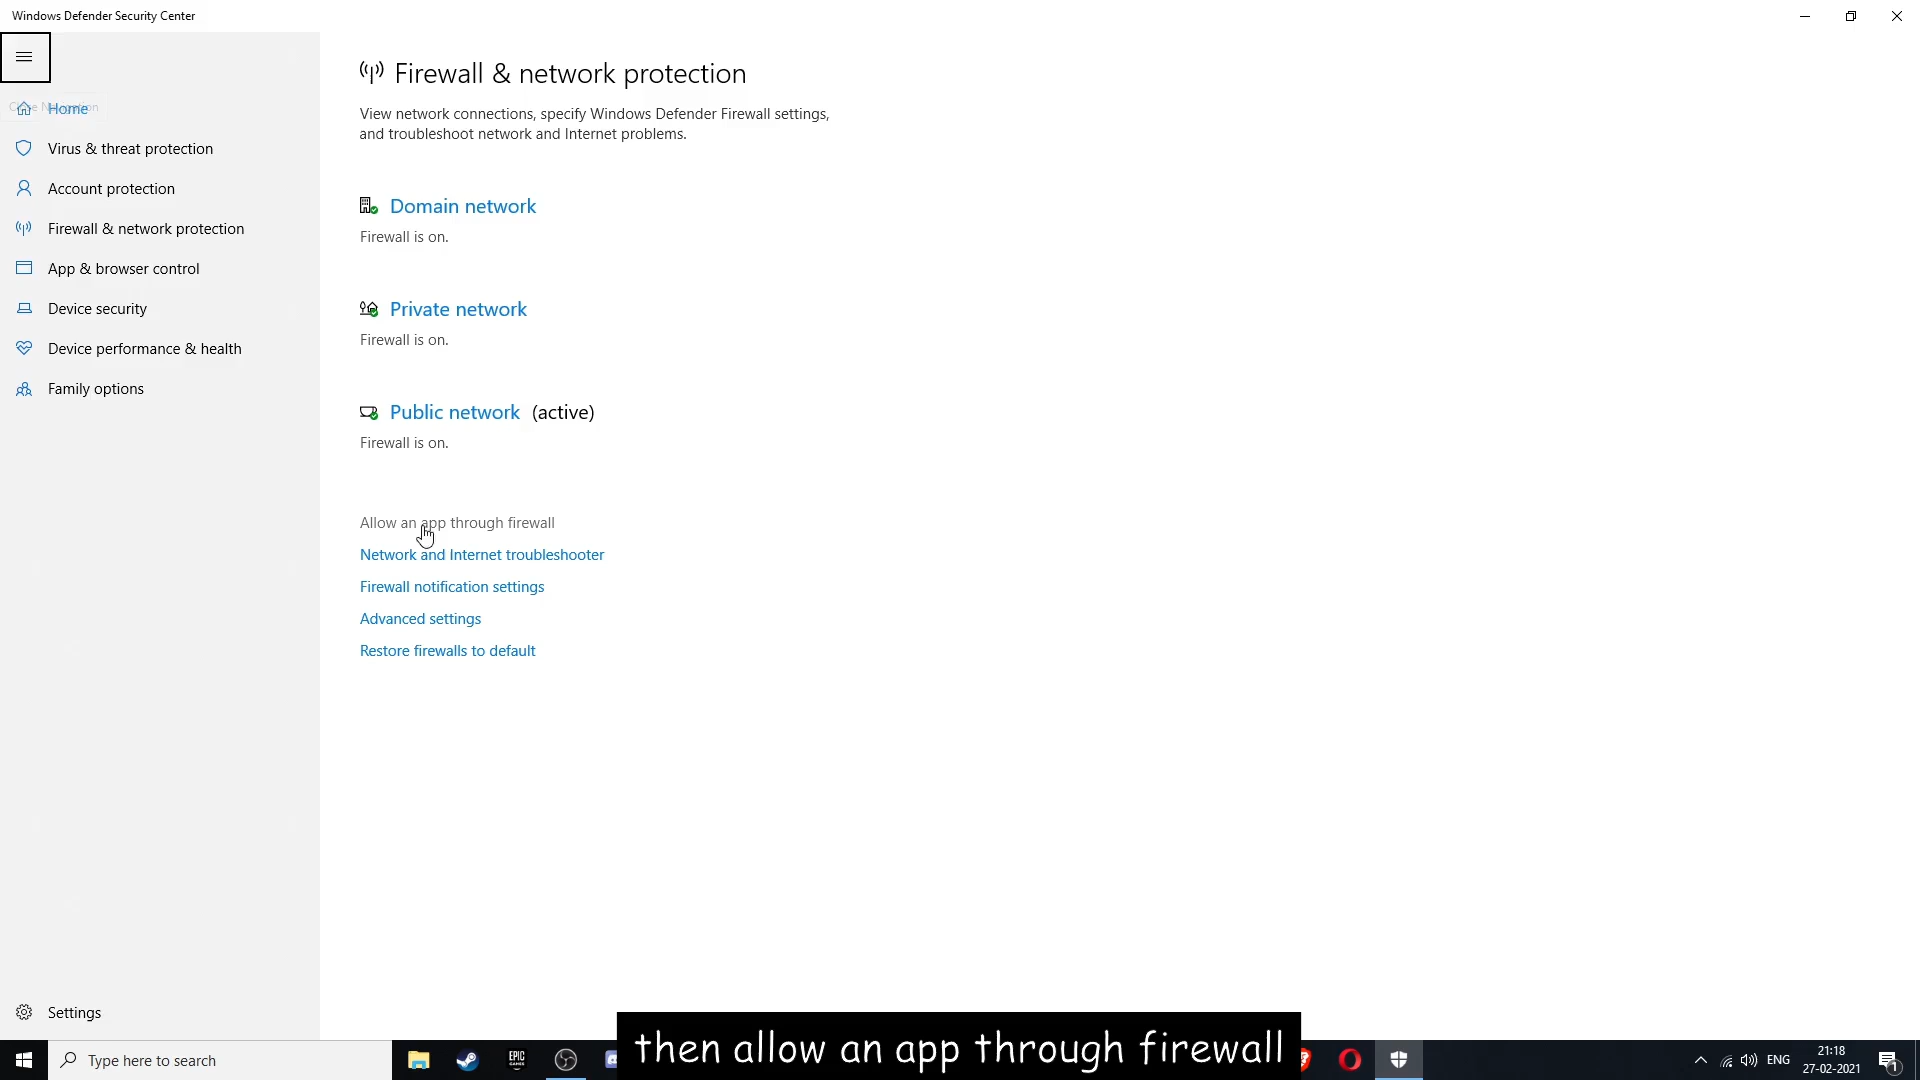 Windows Defender Security Center
Home
Virus & threat protection
Account protection
Firewall & network protection
App & browser control
Device security
Device performance & health
Family options
Settings
Firewall & network protection
View network connections, specify Windows Defender Firewall settings,
and troubleshoot network and Internet problems.
Domain network
Firewall is on.
Private network
Firewall is on.
Public network (active)
Firewall is on.
Allow an app through firewall
Network and Internet troubleshooter
Firewall notification settings
Advanced settings
Restore firewalls to default
then allow an app through firewall
Type here to search
EPIC
GAMES
ENG
21:18
27-02-2021
1